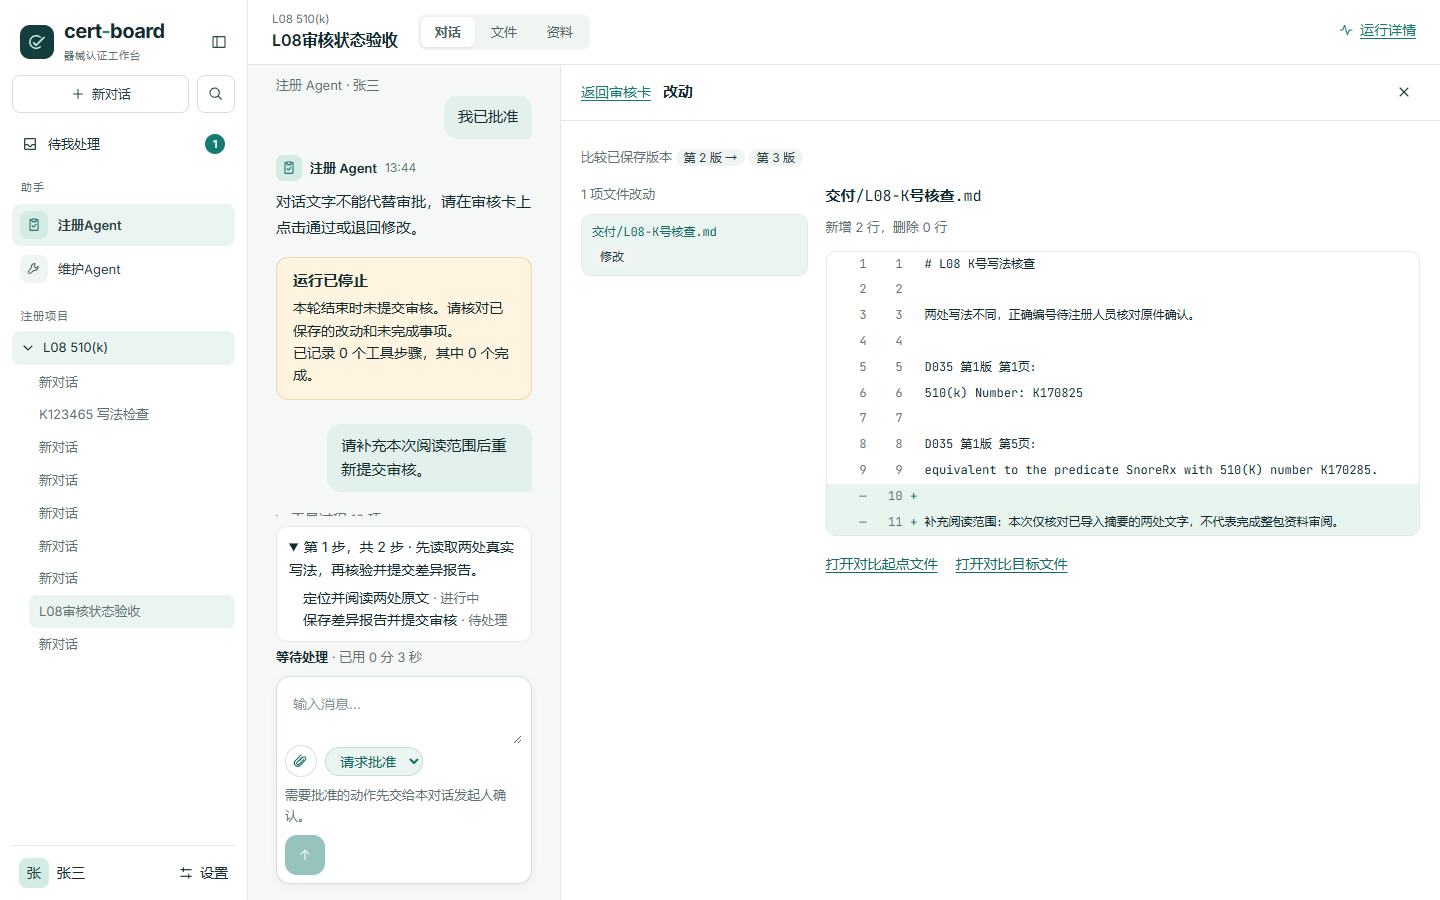 cert-board
器械认证工作台
新对话
待我处理
1
助手
注册Agent
维护Agent
注册项目
L08 510(k)
新对话
K123465 写法检查
新对话
新对话
新对话
新对话
新对话
L08审核状态验收
新对话
张
张三
设置
L08 510(k)
L08审核状态验收
对话
文件
资料
运行详情
注册 Agent · 张三
我已批准
注册 Agent 13:44
对话文字不能代替审批，请在审核卡上
点击通过或退回修改。
运行已停止
本轮结束时未提交审核。请核对已
保存的改动和未完成事项。
已记录 0 个工具步骤，其中 0 个完
成。
请补充本次阅读范围后重
新提交审核。
▼ 第 1 步，共 2 步 · 先读取两处真实
写法，再核验并提交差异报告。
定位并阅读两处原文 · 进行中
保存差异报告并提交审核 · 待处理
等待处理 · 已用 0 分 3 秒
输入消息...
请求批准
需要批准的动作先交给本对话发起人确
认。
返回审核卡 改动
比较已保存版本 第 2 版 → 第 3 版
1 项文件改动
交付/L08-K号核查.md
修改
交付/L08-K号核查.md
新增 2 行，删除 0 行
1 1 # L08 K号写法核查
2 2
3 3 两处写法不同，正确编号待注册人员核对原件确认。
4 4
5 5 D035 第1版 第1页:
6 6 510(k) Number: K170825
7 7
8 8 D035 第1版 第5页:
9 9 equivalent to the predicate SnoreRx with 510(K) number K170285.
— 10 +
— 11 + 补充阅读范围: 本次仅核对已导入摘要的两处文字，不代表完成整包资料审阅。
打开对比起点文件 打开对比目标文件